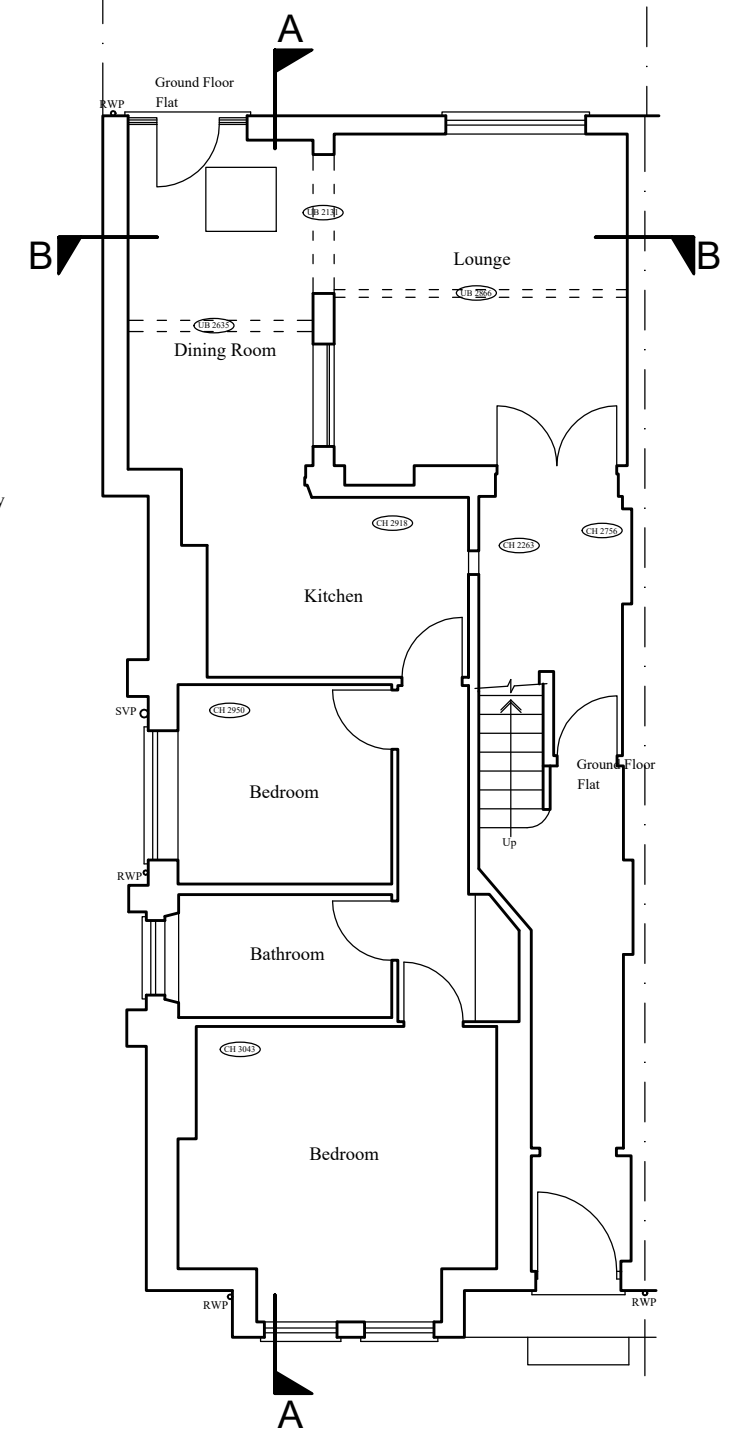 A
Ground Floor
Flat
RWP
UB 2131
B
B
Lounge
UB 2866
UB 2635
Dining Room
y
CH 2918
CH 2263
CH 2756
Kitchen
CH 2950
SVP
Ground Floor
Flat
Bedroom
Up
RWP
Bathroom
CH 3043
Bedroom
RWP
RWP
A